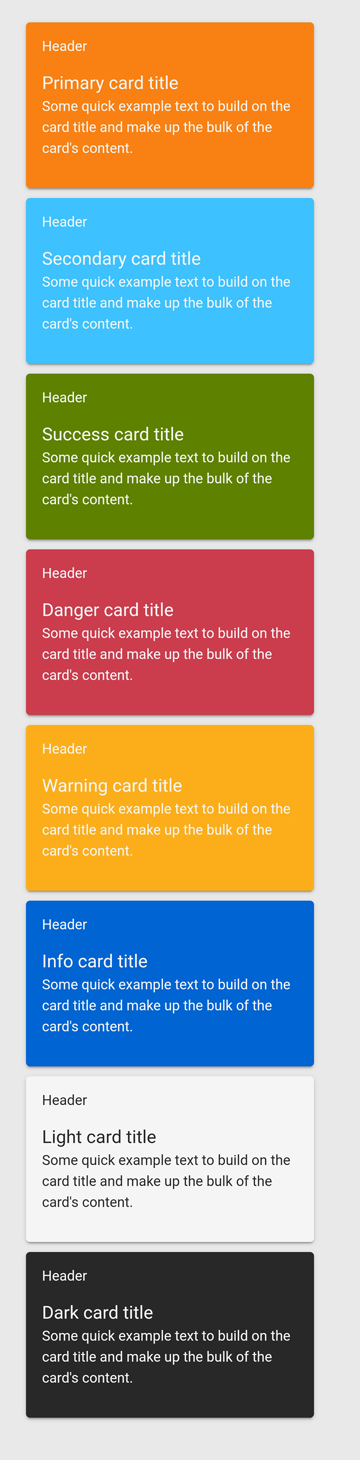 Header
Primary card title
Some quick example text to build on the
card title and make up the bulk of the
card's content.
Header
Secondary card title
Some quick example text to build on the
card title and make up the bulk of the
card's content.
Header
Success card title
Some quick example text to build on the
card title and make up the bulk of the
card's content.
Header
Danger card title
Some quick example text to build on the
card title and make up the bulk of the
card's content.
Header
Warning card title
Some quick example text to build on the
card title and make up the bulk of the
card's content.
Header
Info card title
Some quick example text to build on the
card title and make up the bulk of the
card's content.
Header
Light card title
Some quick example text to build on the
card title and make up the bulk of the
card's content.
Header
Dark card title
Some quick example text to build on the
card title and make up the bulk of the
card's content.